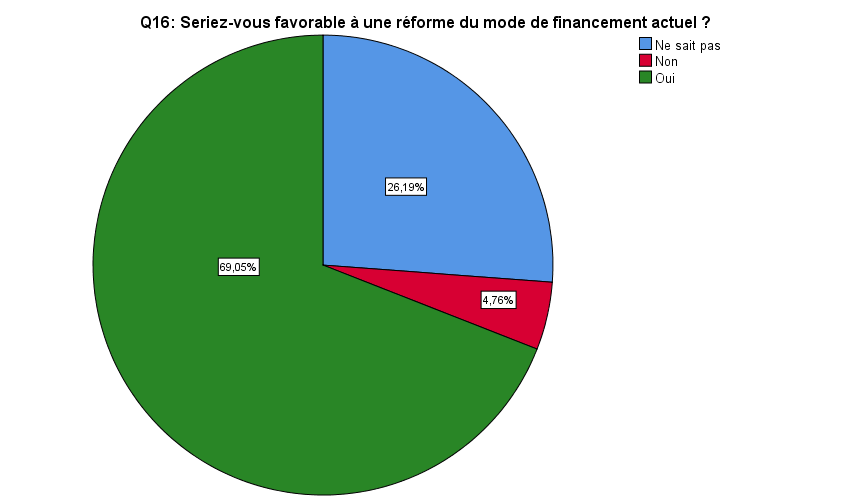 Q16: Seriez-vous favorable à une réforme du mode de financement actuel ?
Ne sait pas
Non
Oui
26,19%
69,05%
4,76%